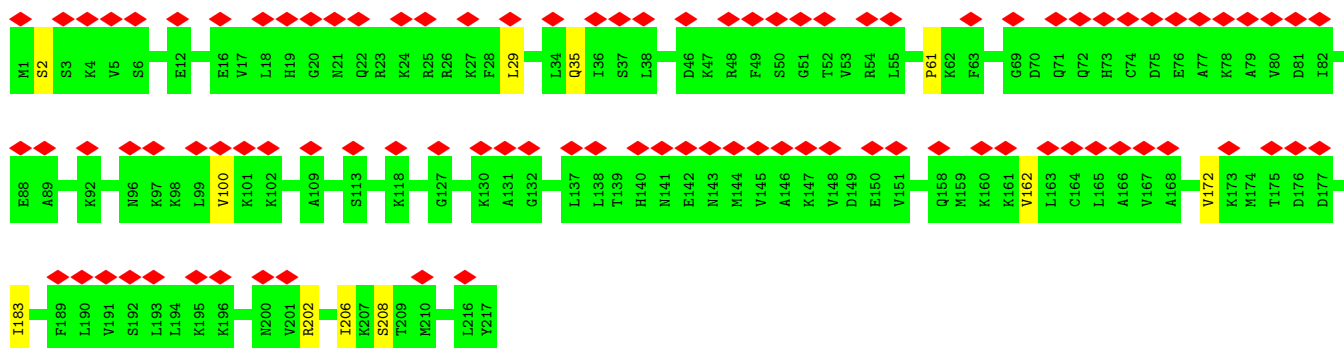 M1 S2 S3 K4 V5 S6 E12 E16 V17 L18 H19 G20 N21 Q22 R23 K24 R25 R26 K27 F28 L29 L34 Q35 I36 S37 L38 D46 K47 R48 F49 S50 G51 T52 V53 R54 L55 P61 K62 F63 G69 D70 Q71 Q72 H73 C74 D75 E76 A77 K78 A79 V80 D81 I82
E88 A89 K92 N96 K97 K98 L99 V100 K101 K102 A109 S113 K118 G127 K130 A131 G132 L137 L138 T139 H140 N141 E142 N143 M144 V145 A146 K147 V148 D149 E150 V151 Q158 M159 K160 K161 V162 L163 C164 L165 A166 V167 A168 V172 K173 M174 T175 D176 D177
I183 F189 L190 V191 S192 L193 L194 K195 K196 N200 V201 R202 I206 K207 S208 T209 M210 L216 Y217